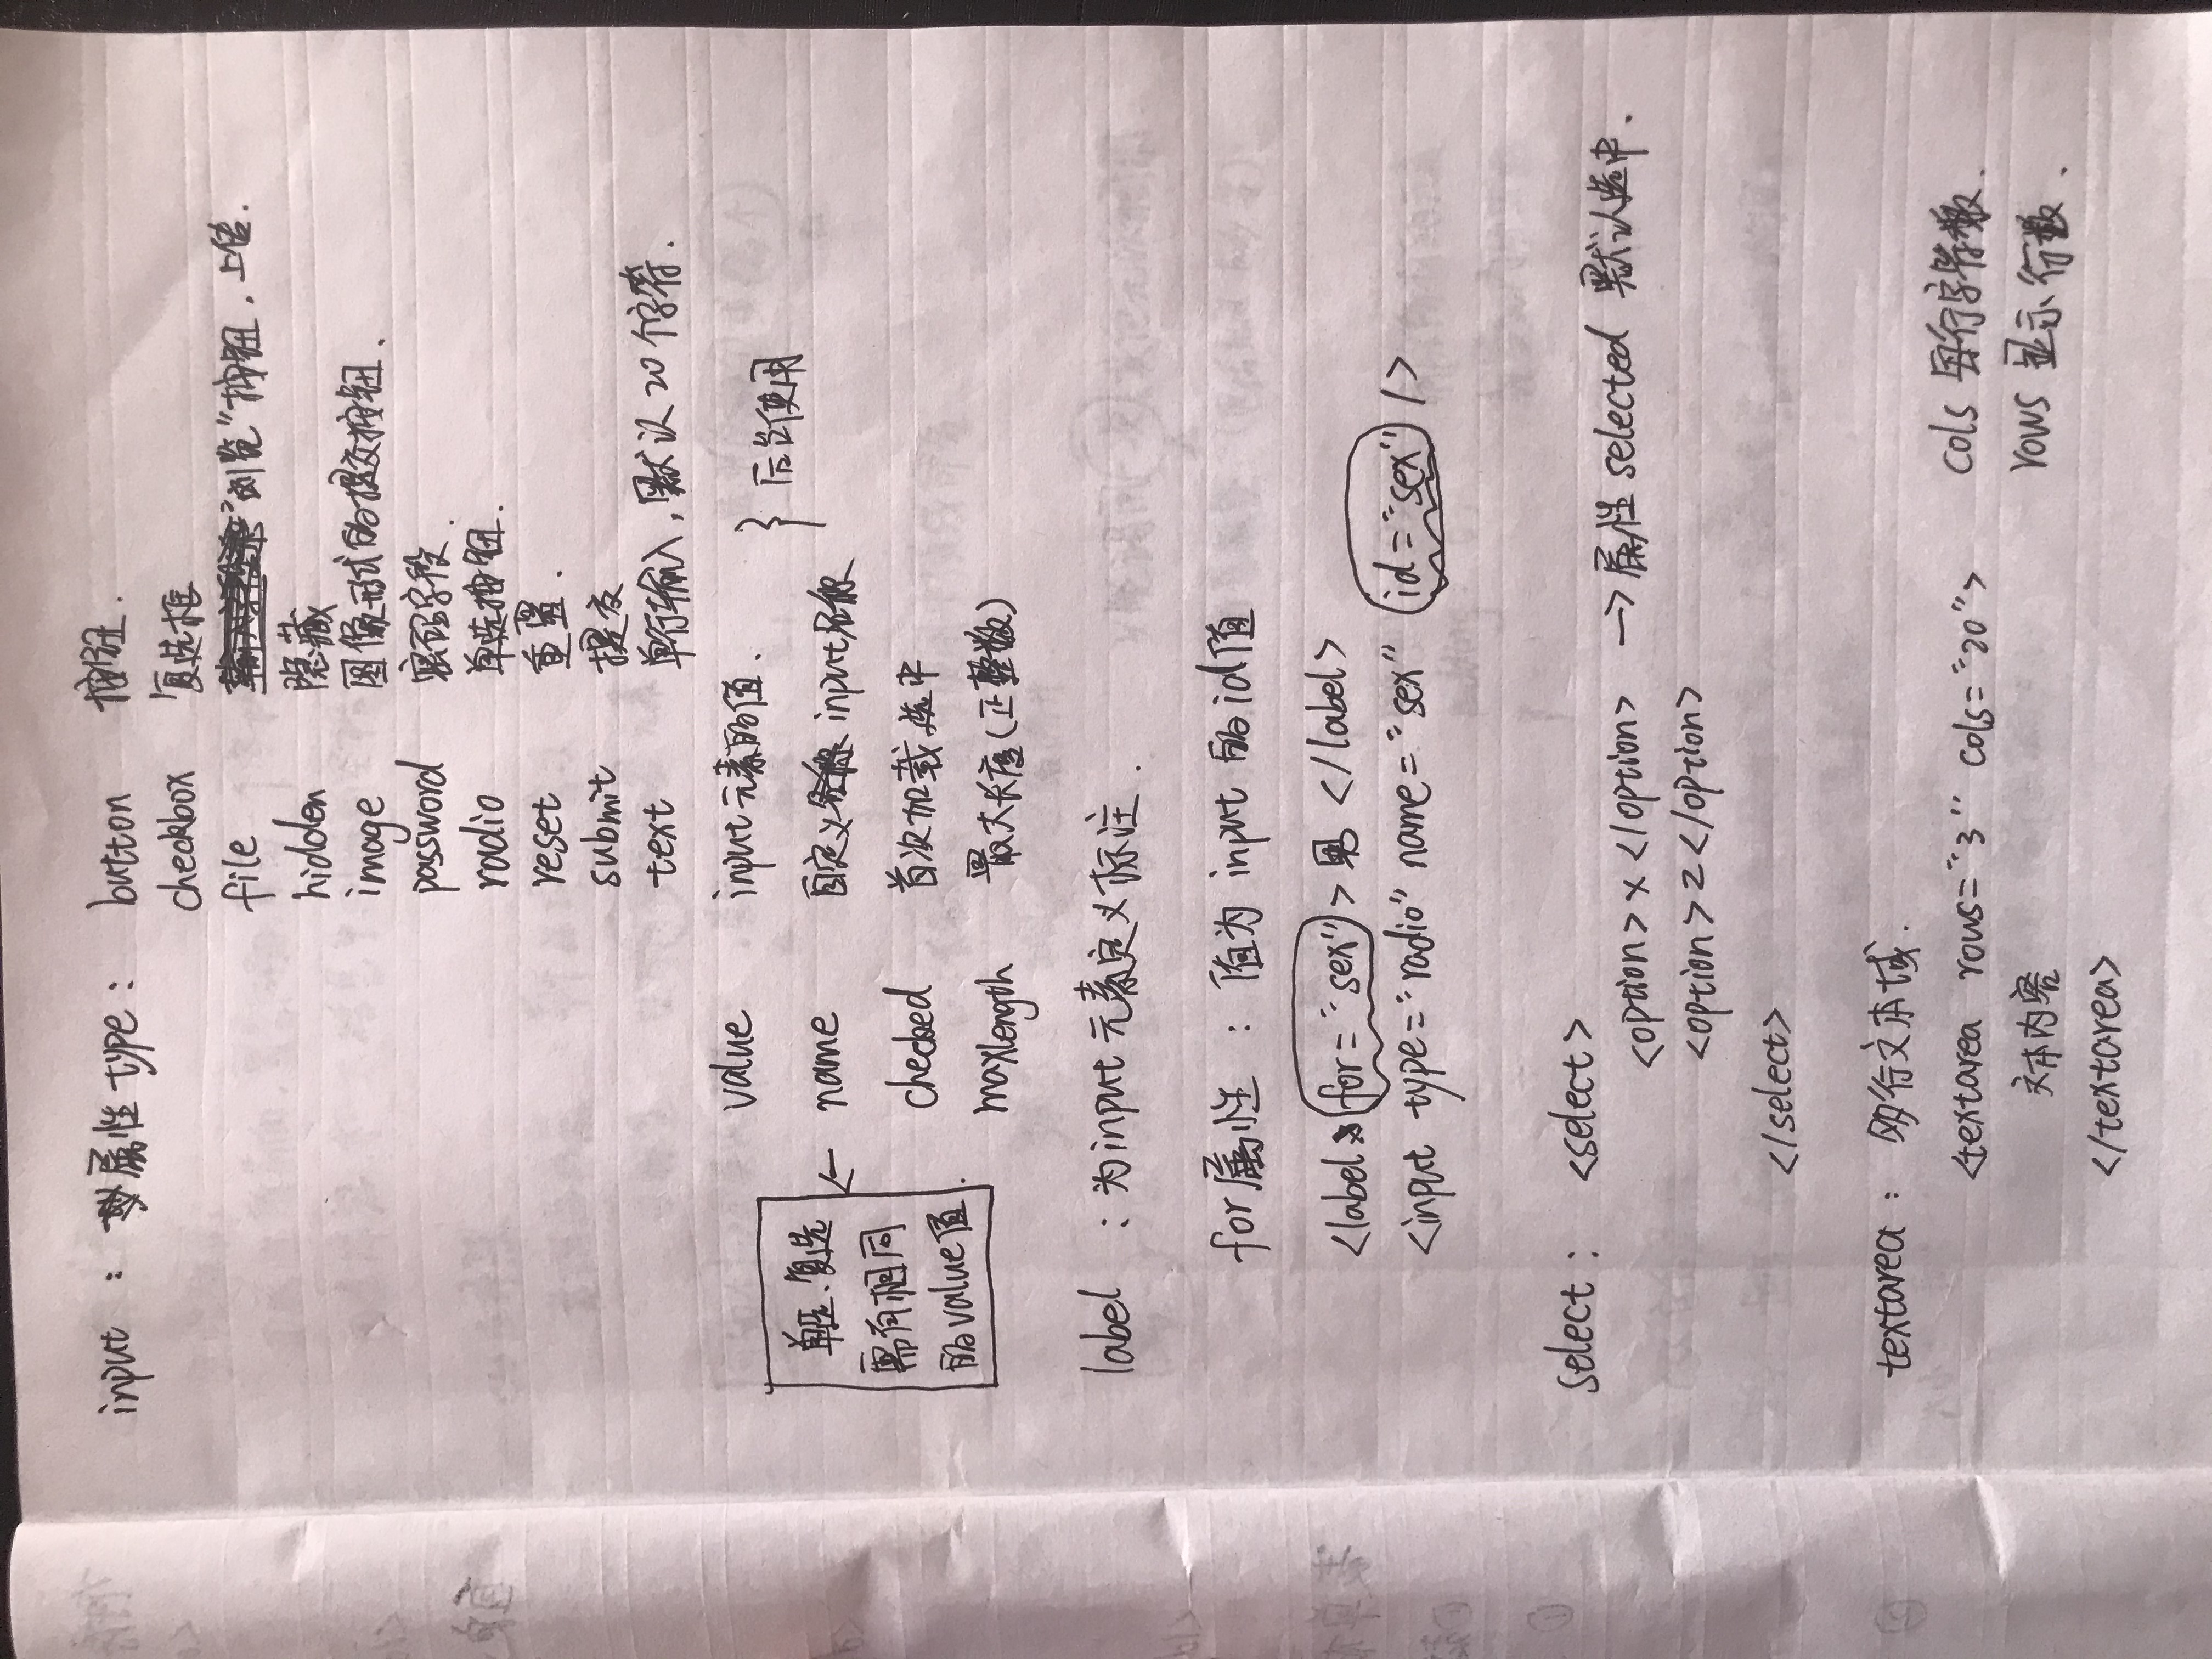 input : 属性 type : button 按钮.
checkbox 复选框
file "浏览"按钮. 上传.
hidden 隐藏
image 图像形式的提交按钮.
password 密码字段.
radio 单选按钮.
reset 重置.
submit 提交
text 单行输入, 默认 20 个字符.
value input 元素的值. } 后台使用
name 自定义 input 名称
单选.复选
需有相同
的value值.
checked 首次加载选中
maxlength 最大长度(正整数)
label : 为input 元素定义标注.
for属性 : 值为 input 的id值
<label for="sex"> 男 </label>
<input type="radio" name="sex" id="sex" />
select : <select>
<option> x </option> → 属性 selected 默认选中.
<option> 2 </option>
</select>
textarea : 多行文本域.
<textarea rows="3" cols="20"> cols 每行字符数.
文本内容 rows 显示行数.
</textarea>